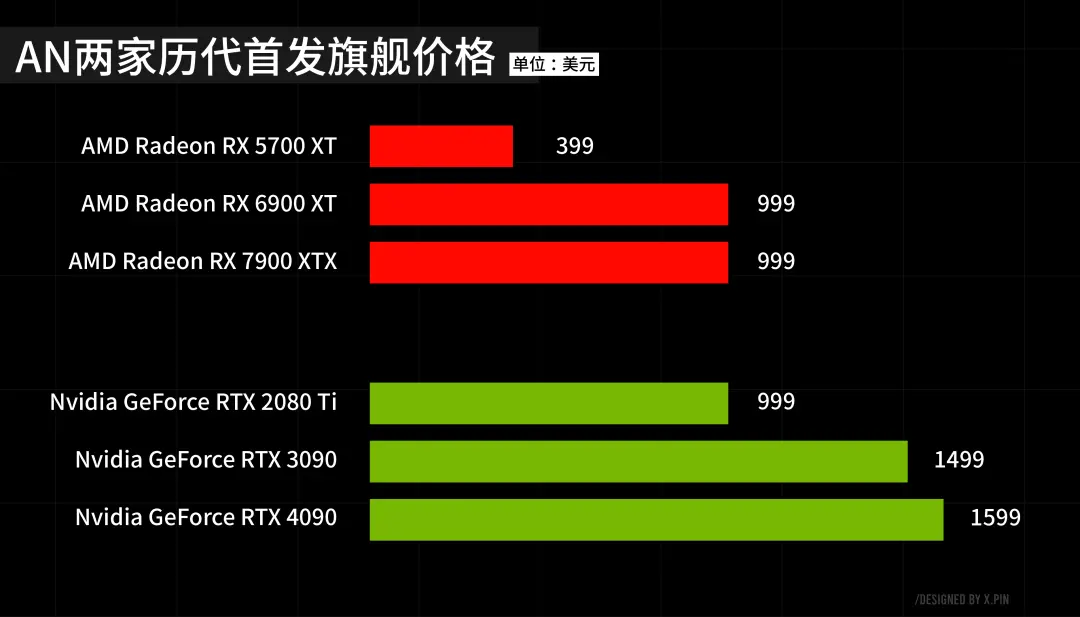 AN两家历代首发旗舰价格 单位：美元
AMD Radeon RX 5700 XT 399
AMD Radeon RX 6900 XT 999
AMD Radeon RX 7900 XTX 999
Nvidia GeForce RTX 2080 Ti 999
Nvidia GeForce RTX 3090 1499
Nvidia GeForce RTX 4090 1599
/DESIGNED BY X.PIN